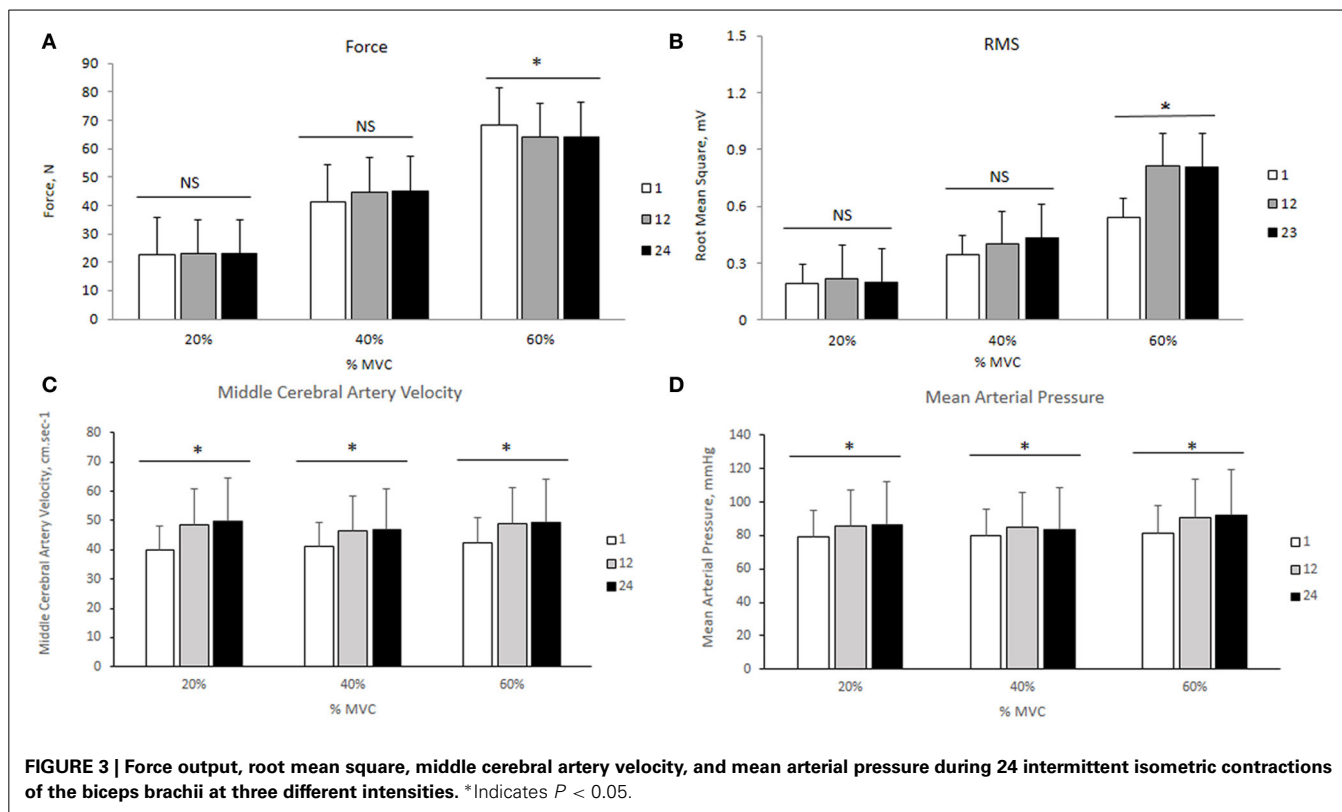 A
Force
90
80
70
60
50
40
30
20
10
0
Force, N
NS
NS
*
20%
40%
60%
% MVC
1
12
24
B
RMS
1.5
1.2
0.9
0.6
0.3
0
Root Mean Square, mV
NS
NS
*
20%
40%
60%
% MVC
1
12
23
C
Middle Cerebral Artery Velocity
80
70
60
50
40
30
20
10
0
Middle Cerebral Artery Velocity, cm.sec-1
*
*
*
20%
40%
60%
% MVC
1
12
24
D
Mean Arterial Pressure
140
120
100
80
60
40
20
0
Mean Arterial Pressure, mmHg
*
*
*
20%
40%
60%
% MVC
1
12
24
FIGURE 3 | Force output, root mean square, middle cerebral artery velocity, and mean arterial pressure during 24 intermittent isometric contractions
of the biceps brachii at three different intensities. *Indicates P < 0.05.